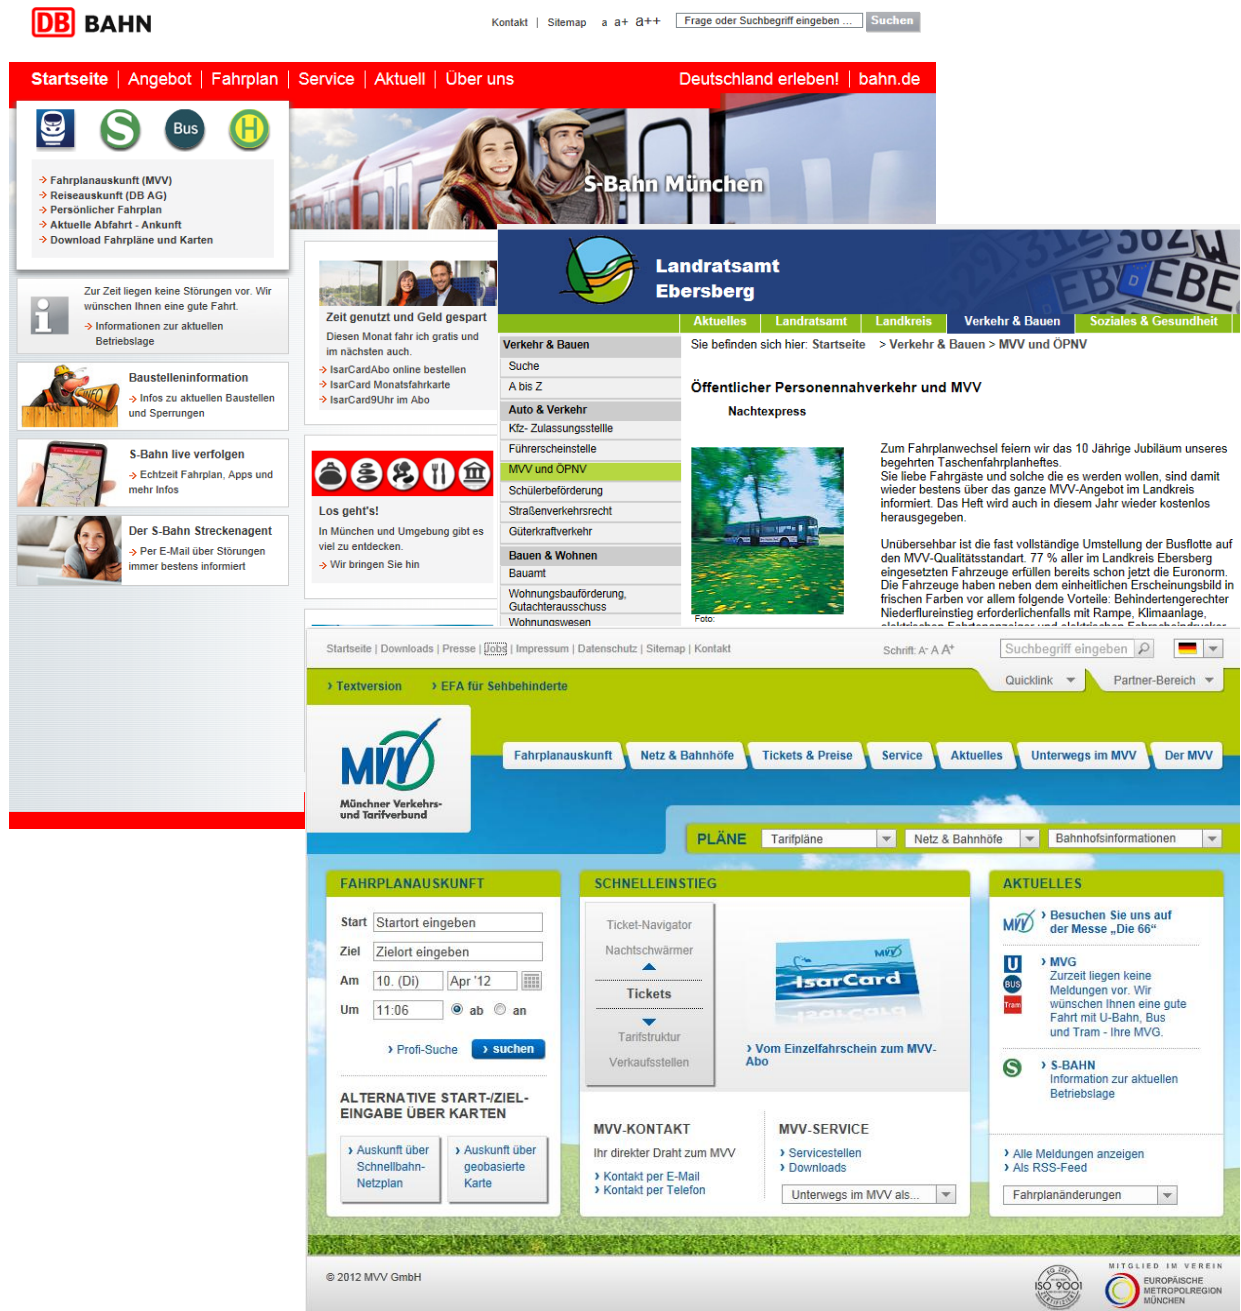 DB BAHN
Kontakt | Sitemap a a+ a++ Frage oder Suchbegriff eingeben ... Suchen
Startseite | Angebot | Fahrplan | Service | Aktuell | Über uns Deutschland erleben! | bahn.de
S Bus H
S-Bahn München
Fahrplanauskunft (MVV)
Reiseauskunft (DB AG)
Persönlicher Fahrplan
Aktuelle Abfahrt - Ankunft
Download Fahrpläne und Karten
Zur Zeit liegen keine Störungen vor. Wir
wünschen Ihnen eine gute Fahrt.
Informationen zur aktuellen
Betriebslage
Baustelleninformation
Infos zu aktuellen Baustellen
und Sperrungen
S-Bahn live verfolgen
Echtzeit Fahrplan, Apps und
mehr Infos
Der S-Bahn Streckenagent
Per E-Mail über Störungen
immer bestens informiert
Zeit genutzt und Geld gespart
Diesen Monat fahr ich gratis und
im nächsten auch.
IsarCardAbo online bestellen
IsarCard Monatsfahrkarte
IsarCard9Uhr im Abo
Los geht's!
In München und Umgebung gibt es
viel zu entdecken.
Wir bringen Sie hin
Landratsamt
Ebersberg
Aktuelles Landratsamt Landkreis Verkehr & Bauen Soziales & Gesundheit
Verkehr & Bauen
Suche
A bis Z
Auto & Verkehr
Kfz- Zulassungsstellle
Führerscheinstelle
MVV und ÖPNV
Schülerbeförderung
Straßenverkehrsrecht
Güterkraftverkehr
Bauen & Wohnen
Bauamt
Wohnungsbauförderung,
Gutachterausschuss
Wohnungswesen
Sie befinden sich hier: Startseite > Verkehr & Bauen > MVV und ÖPNV
Öffentlicher Personennahverkehr und MVV
Nachtexpress
Foto:
Zum Fahrplanwechsel feiern wir das 10 Jährige Jubiläum unseres
begehrten Taschenfahrplanheftes.
Sie liebe Fahrgäste und solche die es werden wollen, sind damit
wieder bestens über das ganze MVV-Angebot im Landkreis
informiert. Das Heft wird auch in diesem Jahr wieder kostenlos
herausgegeben.
Unübersehbar ist die fast vollständige Umstellung der Busflotte auf
den MVV-Qualitätsstandart. 77 % aller im Landkreis Ebersberg
eingesetzten Fahrzeuge erfüllen bereits schon jetzt die Euronorm.
Die Fahrzeuge haben neben dem einheitlichen Erscheinungsbild in
frischen Farben vor allem folgende Vorteile: Behindertengerechter
Niederflureinstieg erforderlichenfalls mit Rampe, Klimaanlage,
Startseite | Downloads | Presse | Jobs | Impressum | Datenschutz | Sitemap | Kontakt
Schrift: A- A A+ Suchbegriff eingeben
Textversion EFA für Sehbehinderte
Quicklink Partner-Bereich
MVV
Münchner Verkehrs-
und Tarifverbund
Fahrplanauskunft Netz & Bahnhöfe Tickets & Preise Service Aktuelles Unterwegs im MVV Der MVV
PLÄNE Tarifpläne Netz & Bahnhöfe Bahnhofsinformationen
FAHRPLANAUSKUNFT
Start Startort eingeben
Ziel Zielort eingeben
Am 10. (Di) Apr '12
Um 11:06 ab an
Profi-Suche suchen
ALTERNATIVE START-/ZIEL-
EINGABE ÜBER KARTEN
Auskunft über
Schnellbahn-
Netzplan
Auskunft über
geobasierte
Karte
SCHNELLEINSTIEG
Ticket-Navigator
Nachtschwärmer
Tickets
Tarifstruktur
Verkaufsstellen
MVV
IsarCard
Vom Einzelfahrschein zum MVV-
Abo
MVV-KONTAKT
Ihr direkter Draht zum MVV
Kontakt per E-Mail
Kontakt per Telefon
MVV-SERVICE
Servicestellen
Downloads
Unterwegs im MVV als...
AKTUELLES
MVV
Besuchen Sie uns auf
der Messe „Die 66“
U
BUS
Tram
MVG
Zurzeit liegen keine
Meldungen vor. Wir
wünschen Ihnen eine gute
Fahrt mit U-Bahn, Bus
und Tram - Ihre MVG.
S
S-BAHN
Information zur aktuellen
Betriebslage
Alle Meldungen anzeigen
Als RSS-Feed
Fahrplanänderungen
© 2012 MVV GmbH
ISO 9001
MITGLIED IM VEREIN
EUROPÄISCHE
METROPOLREGION
MÜNCHEN